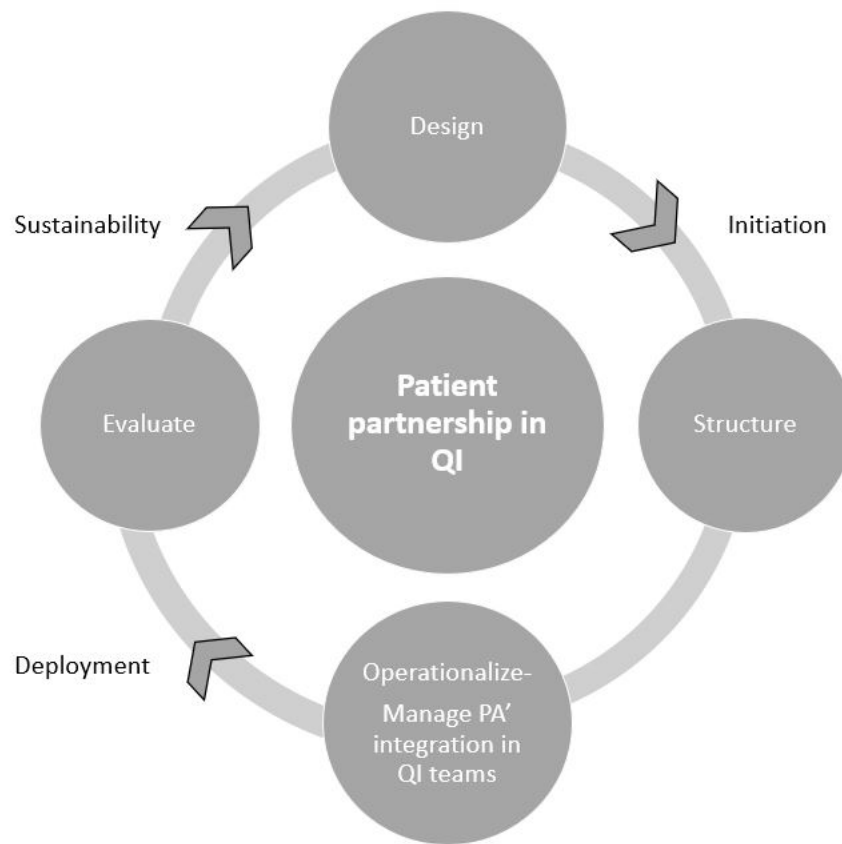 Design
Sustainability
Initiation
Patient
partnership in
QI
Evaluate
Structure
Operationalize-
Manage PA’
integration in
QI teams
Deployment